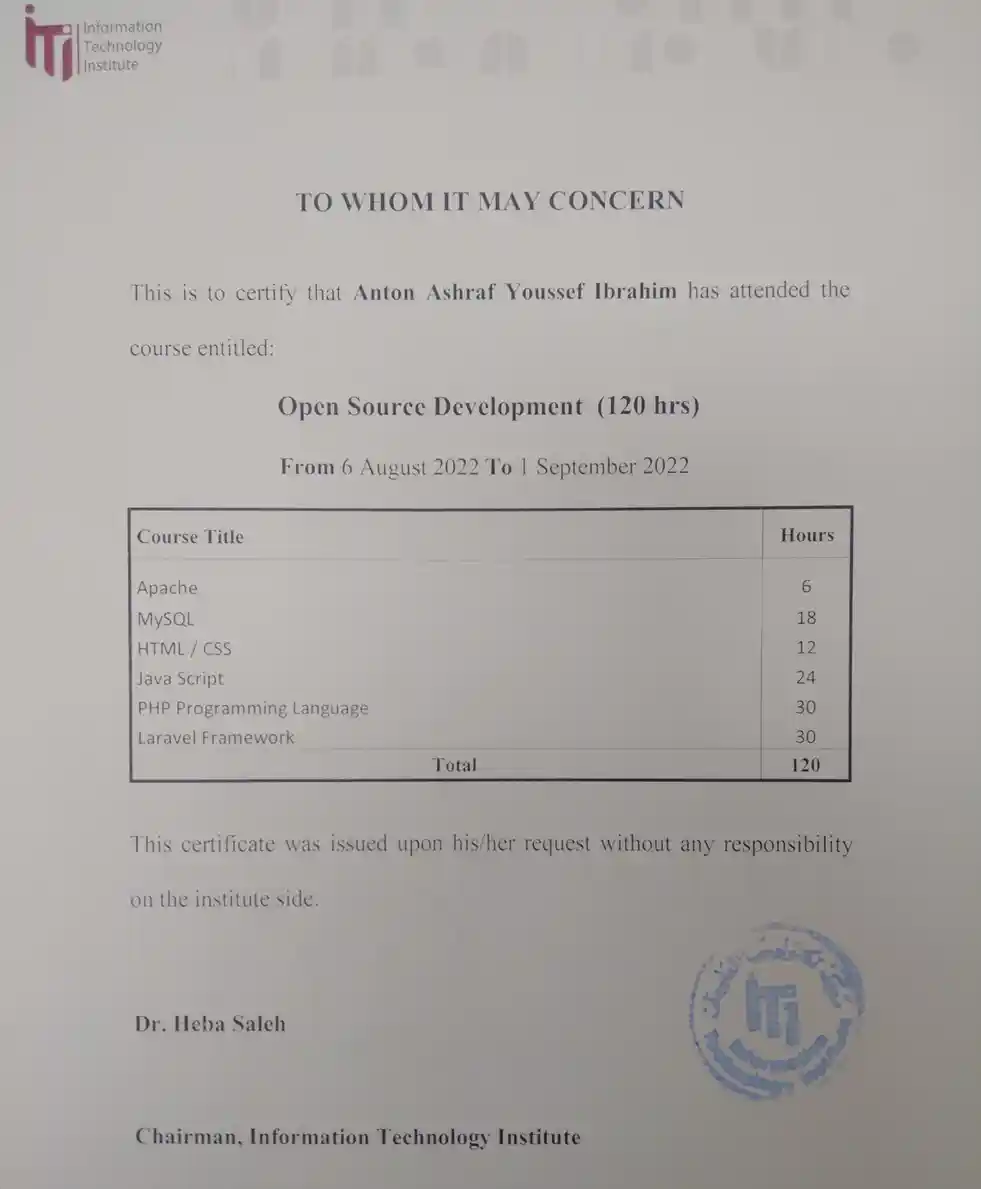 Information
Technology
Institute
TO WHOM IT MAY CONCERN
This is to certify that Anton Ashraf Youssef Ibrahim has attended the
course entitled:
Open Source Development (120 hrs)
From 6 August 2022 To 1 September 2022
Course Title Hours
Apache 6
MySQL 18
HTML / CSS 12
Java Script 24
PHP Programming Language 30
Laravel Framework 30
Total 120
This certificate was issued upon his/her request without any responsibility
on the institute side.
ITI
Information
Technology Institute
Dr. Heba Saleh
Chairman, Information Technology Institute